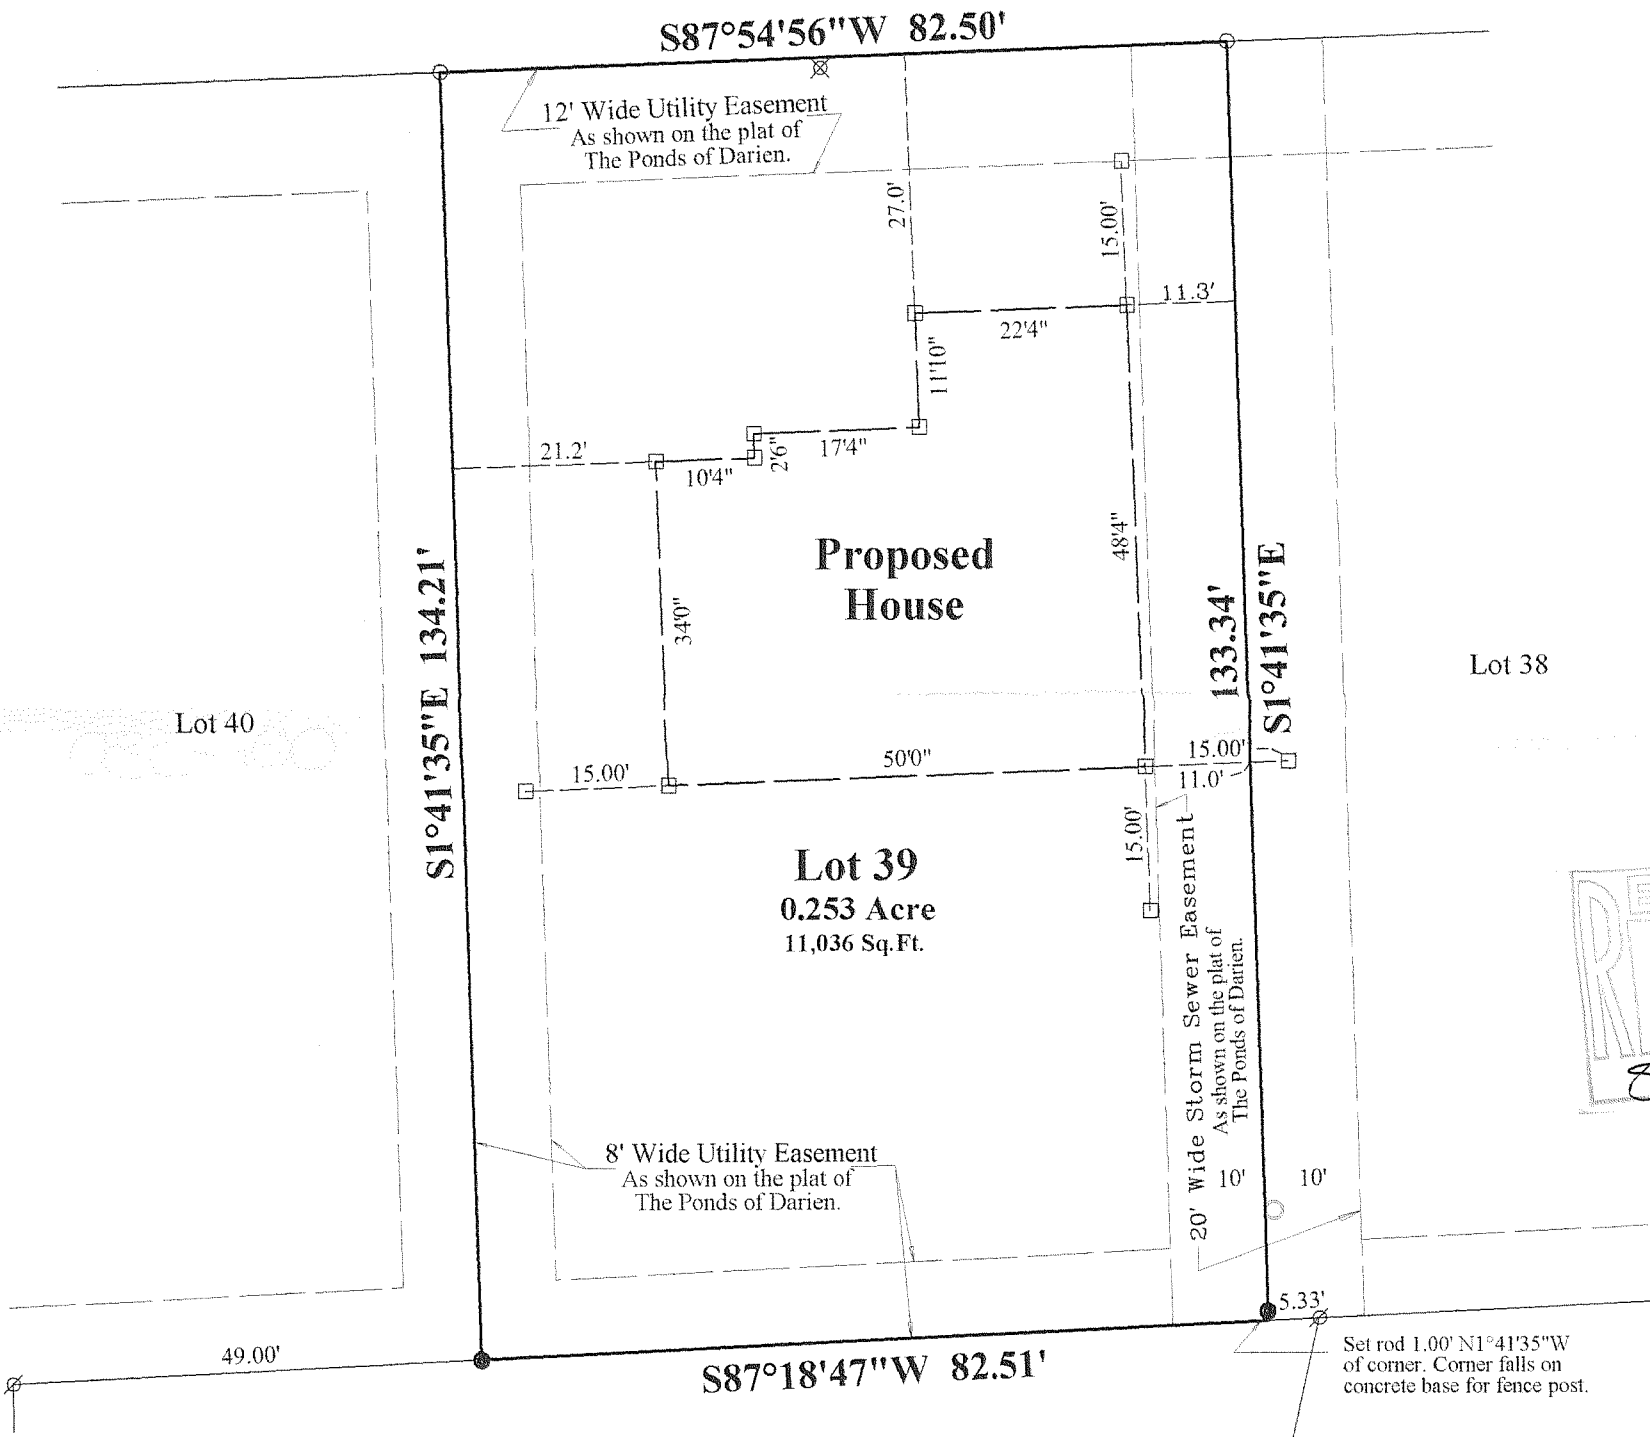 S87°54'56"W 82.50'
12' Wide Utility Easement
As shown on the plat of
The Ponds of Darien.
27.0'
15.00'
11.3'
22'4"
11'10"
21.2'
10'4"
2'6"
17'4"
Proposed
House
48'4"
34'0"
S1°41'35"E 134.21'
133.34'
S1°41'35"E
Lot 38
Lot 40
15.00'
50'0"
15.00'
11.0'
15.00'
Lot 39
0.253 Acre
11,036 Sq.Ft.
20' Wide Storm Sewer Easement
As shown on the plat of
The Ponds of Darien.
8' Wide Utility Easement
As shown on the plat of
The Ponds of Darien.
10'
10'
5.33'
49.00'
S87°18'47"W 82.51'
Set rod 1.00' N1°41'35"W
of corner. Corner falls on
concrete base for fence post.